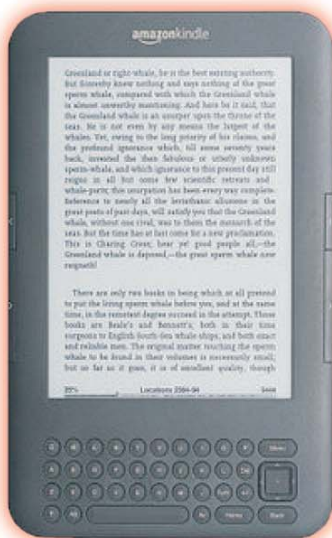 amazonkindle
Greenland or right-whale, he is the best existing authority.
But Scoresby knew nothing and says nothing of the great
sperm whale, compared with which the Greenland whale
is almost unworthy mentioning. And here be it said, that
the Greenland whale is an usurper upon the throne of the
seas. He is not even by any means the largest of the
whales. Yet, owing to the long priority of his claims, and
the profound ignorance which, till some seventy years
back, invested the then fabulous or utterly unknown
sperm-whale, and which ignorance to this present day still
reigns in all but some few scientific retreats and
whale-ports; this usurpation has been every way complete.
Reference to nearly all the leviathanic allusions in the
great poets of past days, will satisfy you that the Greenland
whale, without one rival, was to them the monarch of the
seas. But the time has at last come for a new proclamation.
This is Charing Cross; hear ye! good people all,—the
Greenland whale is deposed,—the great sperm whale now
reigneth!
There are only two books in being which at all pretend
to put the living sperm whale before you, and at the same
time, in the remotest degree succeed in the attempt. Those
books are Beale's and Bennett's; both in their time
surgeons to English South-Sea whale-ships, and both exact
and reliable men. The original matter touching the sperm
whale to be found in their volumes is necessarily small;
but so far as it goes, it is of excellent quality, though
Locations
Menu
Del
Sym
Alt
Aa Home Back